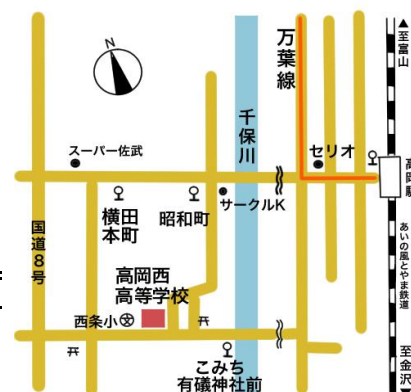 N
万葉線
▲至富山
千保川
スーパー佐武
セリオ
高岡駅
サークルK
横田
本町
昭和町
国道8号
高岡西
高等学校
西条小
こみち
有礒神社前
あいの風とやま鉄道
至金沢